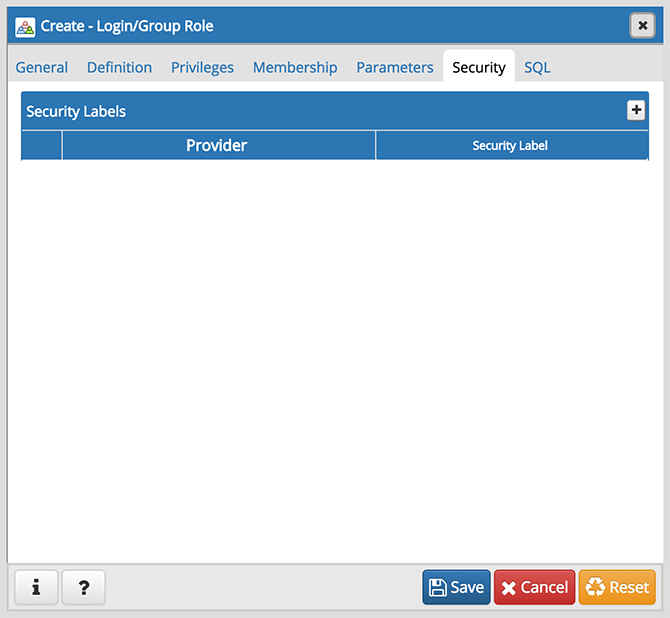 Create - Login/Group Role
General Definition Privileges Membership Parameters Security SQL
Security Labels
Provider Security Label
i ? Save Cancel Reset